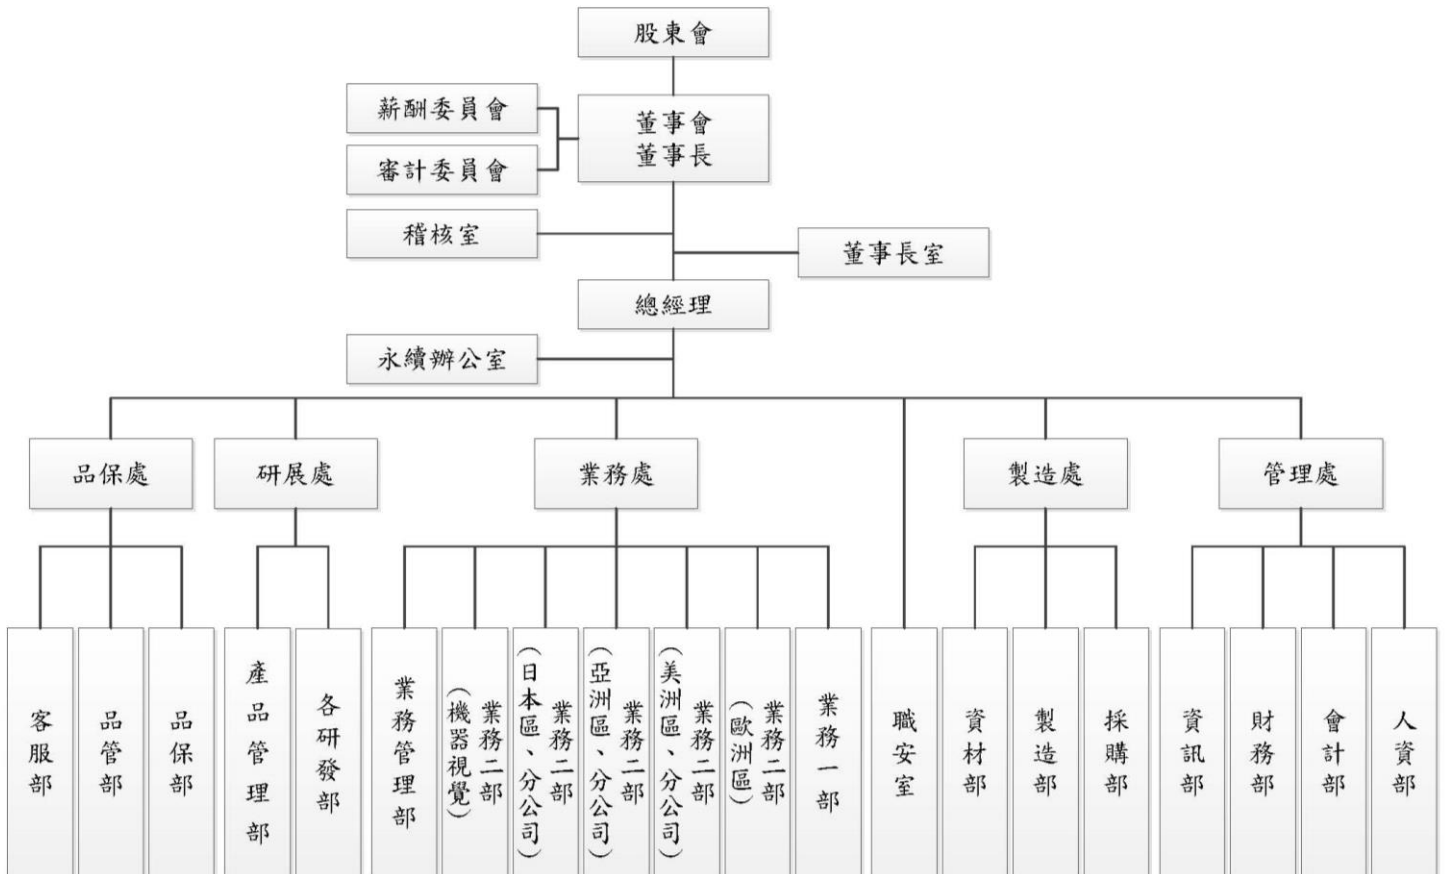 股東會
薪酬委員會
審計委員會
董事會
董事長
稽核室
董事長室
總經理
永續辦公室
品保處
研展處
業務處
製造處
管理處
客服部
品管部
品保部
產品管理部
各研發部
業務管理部
業務二部
(機器視覺)
業務二部
(日本區、分公司)
業務二部
(亞洲區、分公司)
業務二部
(美洲區、分公司)
業務二部
(歐洲區)
業務一部
職安室
資材部
製造部
採購部
資訊部
財務部
會計部
人資部